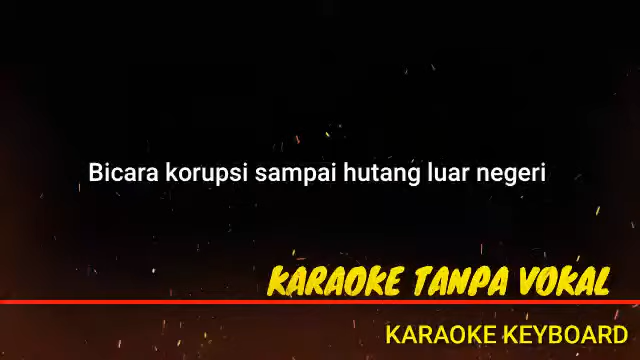 Bicara korupsi sampai hutang luar negeri
KARAOKE TANPA VOKAL
KARAOKE KEYBOARD